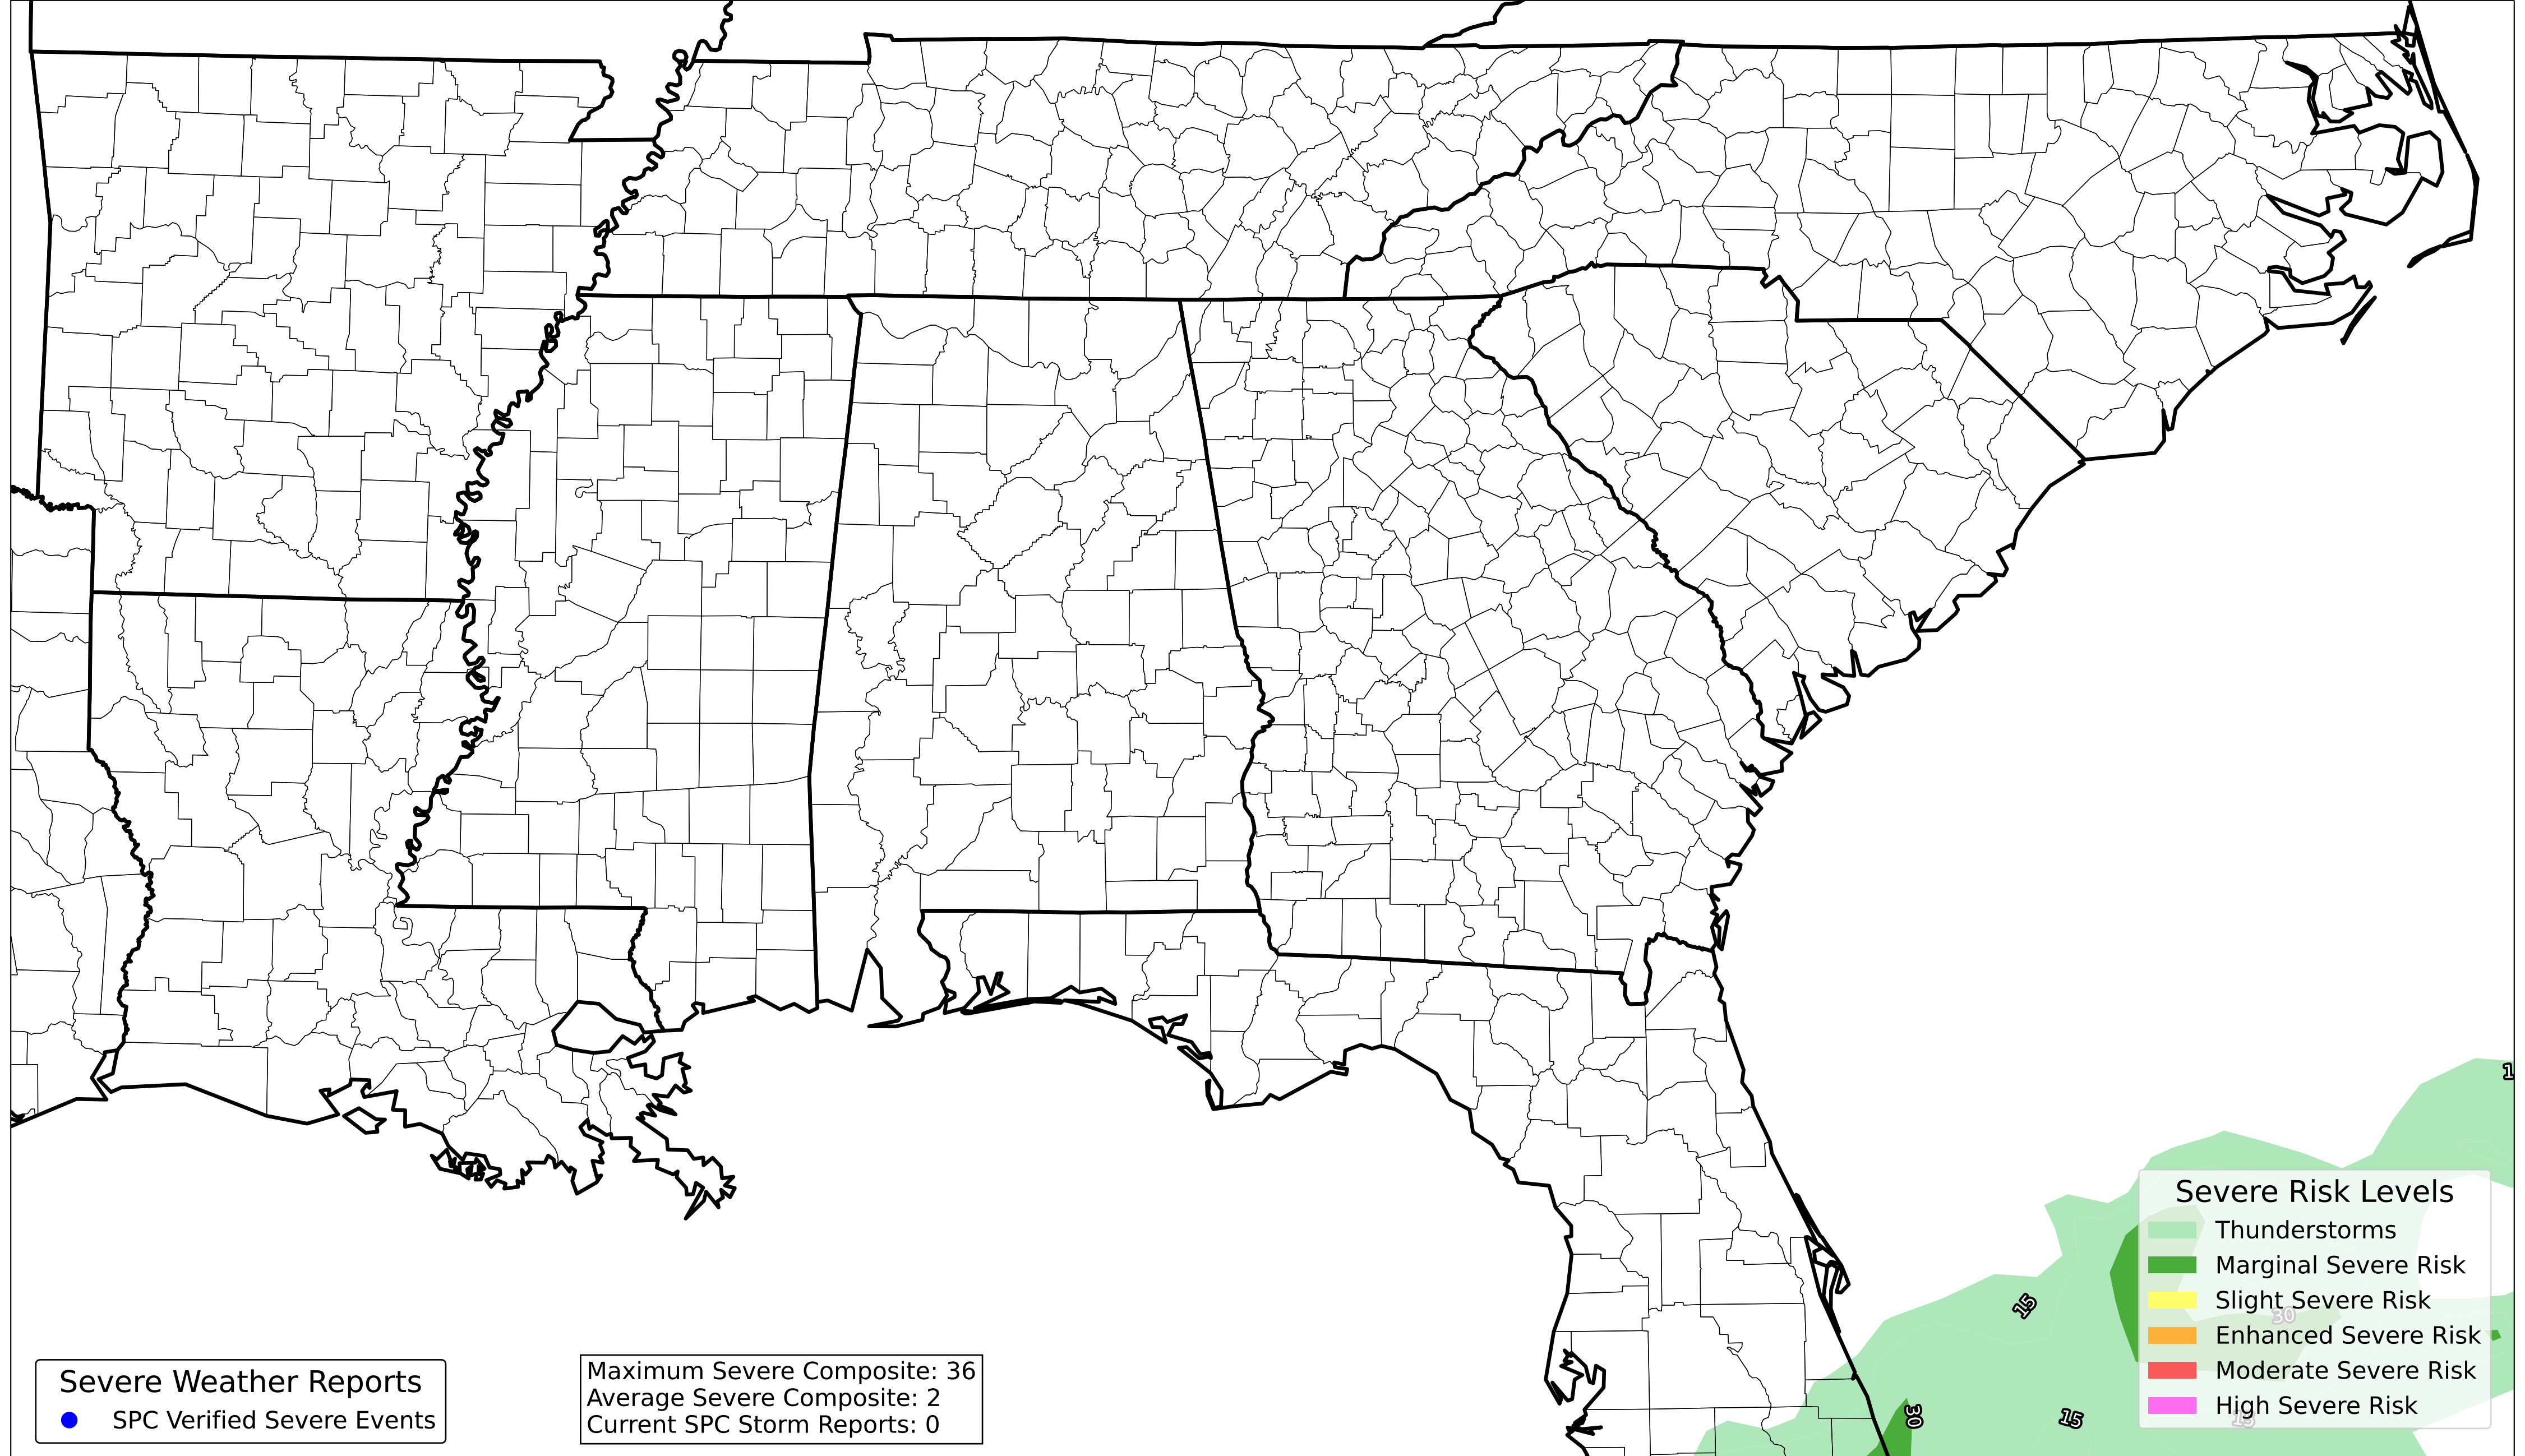 1
15
30
15
30
15
Severe Risk Levels
Thunderstorms
Marginal Severe Risk
Slight Severe Risk
Enhanced Severe Risk
Moderate Severe Risk
High Severe Risk
Severe Weather Reports
SPC Verified Severe Events
Maximum Severe Composite: 36
Average Severe Composite: 2
Current SPC Storm Reports: 0